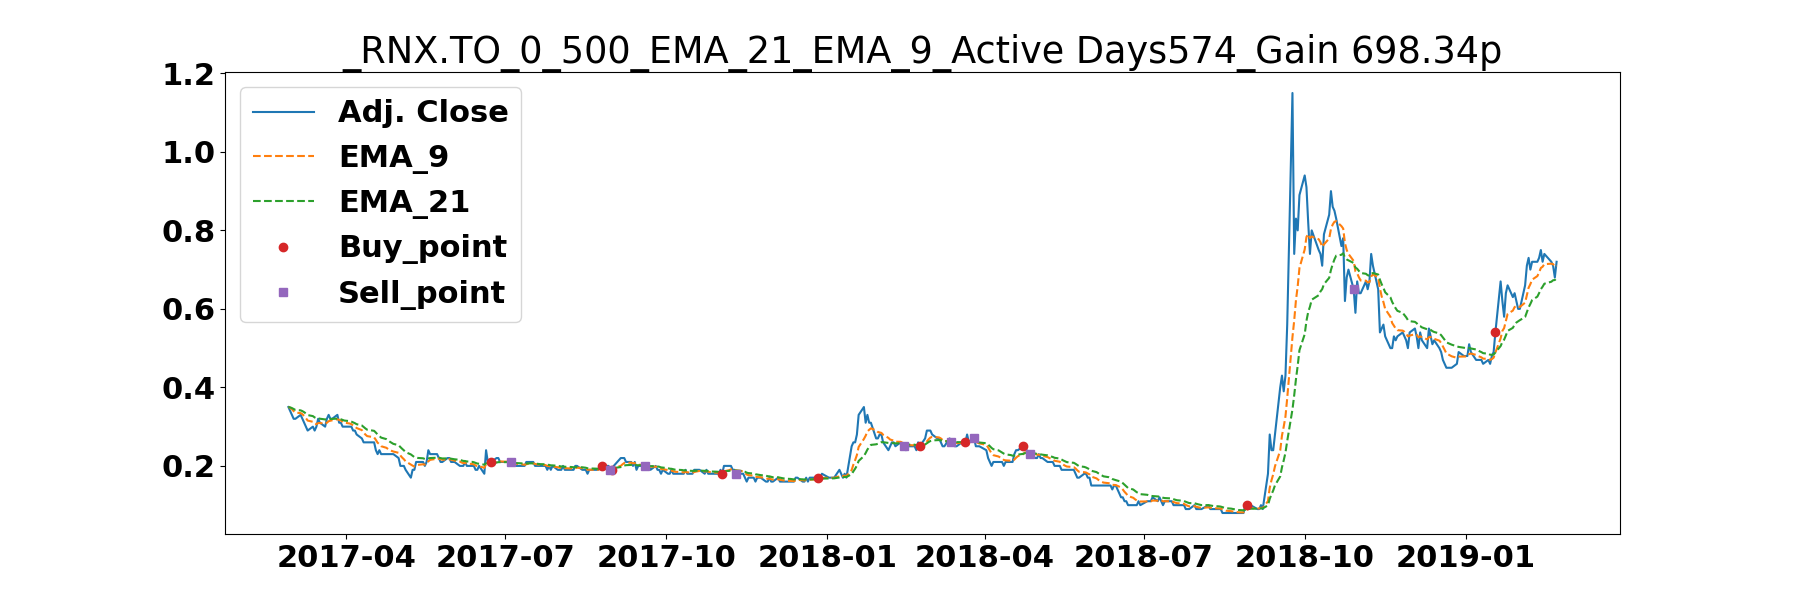 _RNX.TO_0_500_EMA_21_EMA_9_Active Days574_Gain 698.34p
1.2
1.0
0.8
0.6
0.4
0.2
Adj. Close
EMA_9
EMA_21
Buy_point
Sell_point
2017-04 2017-07 2017-10 2018-01 2018-04 2018-07 2018-10 2019-01